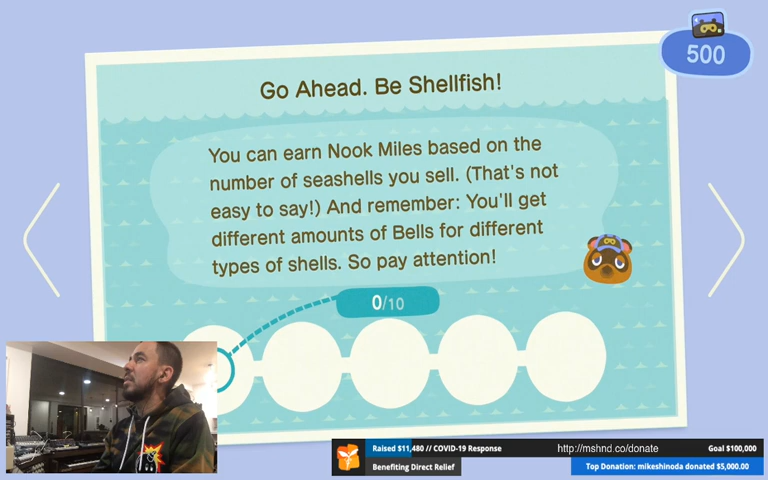 500
Go Ahead. Be Shellfish!
You can earn Nook Miles based on the
number of seashells you sell. (That's not
easy to say!) And remember: You'll get
different amounts of Bells for different
types of shells. So pay attention!
0/10
Raised $11,480 // COVID-19 Response
http://mshnd.co/donate
Goal $100,000
Benefiting Direct Relief
Top Donation: mikeshinoda donated $5,000.00